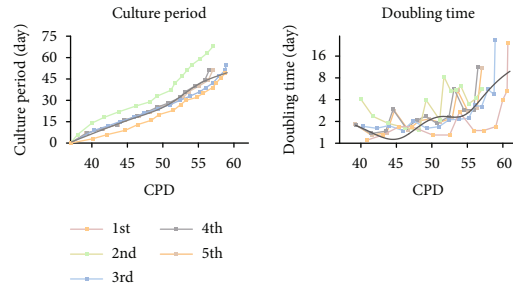 Culture period
Culture period (day)
75
60
45
30
15
0
40 45 50 55 60
CPD
Doubling time
Doubling time (day)
16
8
4
2
1
40 45 50 55 60
CPD
1st
2nd
3rd
4th
5th